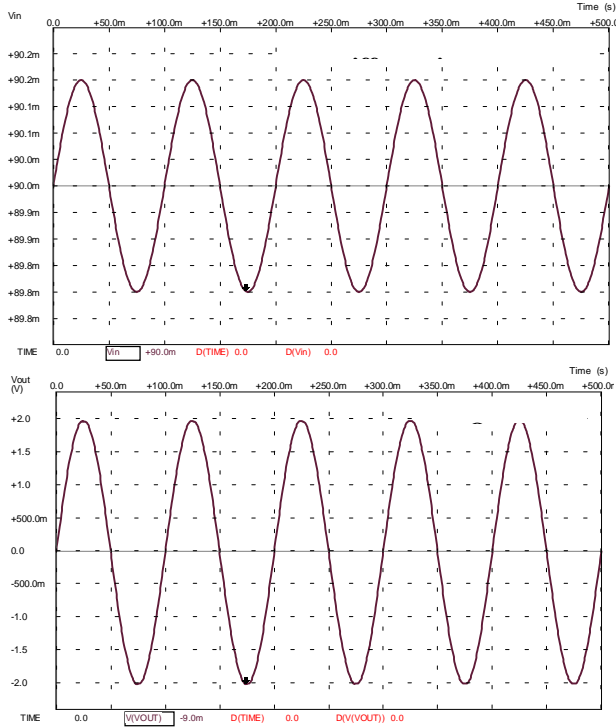 Vin
Time (s)
0.0 +50.0m +100.0m +150.0m +200.0m +250.0m +300.0m +350.0m +400.0m +450.0m +500.0
+90.2m
+90.2m
+90.1m
+90.1m
+90.0m
+90.0m
+89.9m
+89.9m
+89.8m
+89.8m
+89.8m
TIME 0.0 Vin +90.0m D(TIME) 0.0 D(Vin) 0.0
Time (s)
Vout
(V)
0.0 +50.0m +100.0m +150.0m +200.0m +250.0m +300.0m +350.0m +400.0m +450.0m +500.0r
+2.0
+1.5
+1.0
+500.0m
0.0
-500.0m
-1.0
-1.5
-2.0
TIME 0.0 V(VOUT) -9.0m D(TIME) 0.0 D(V(VOUT)) 0.0